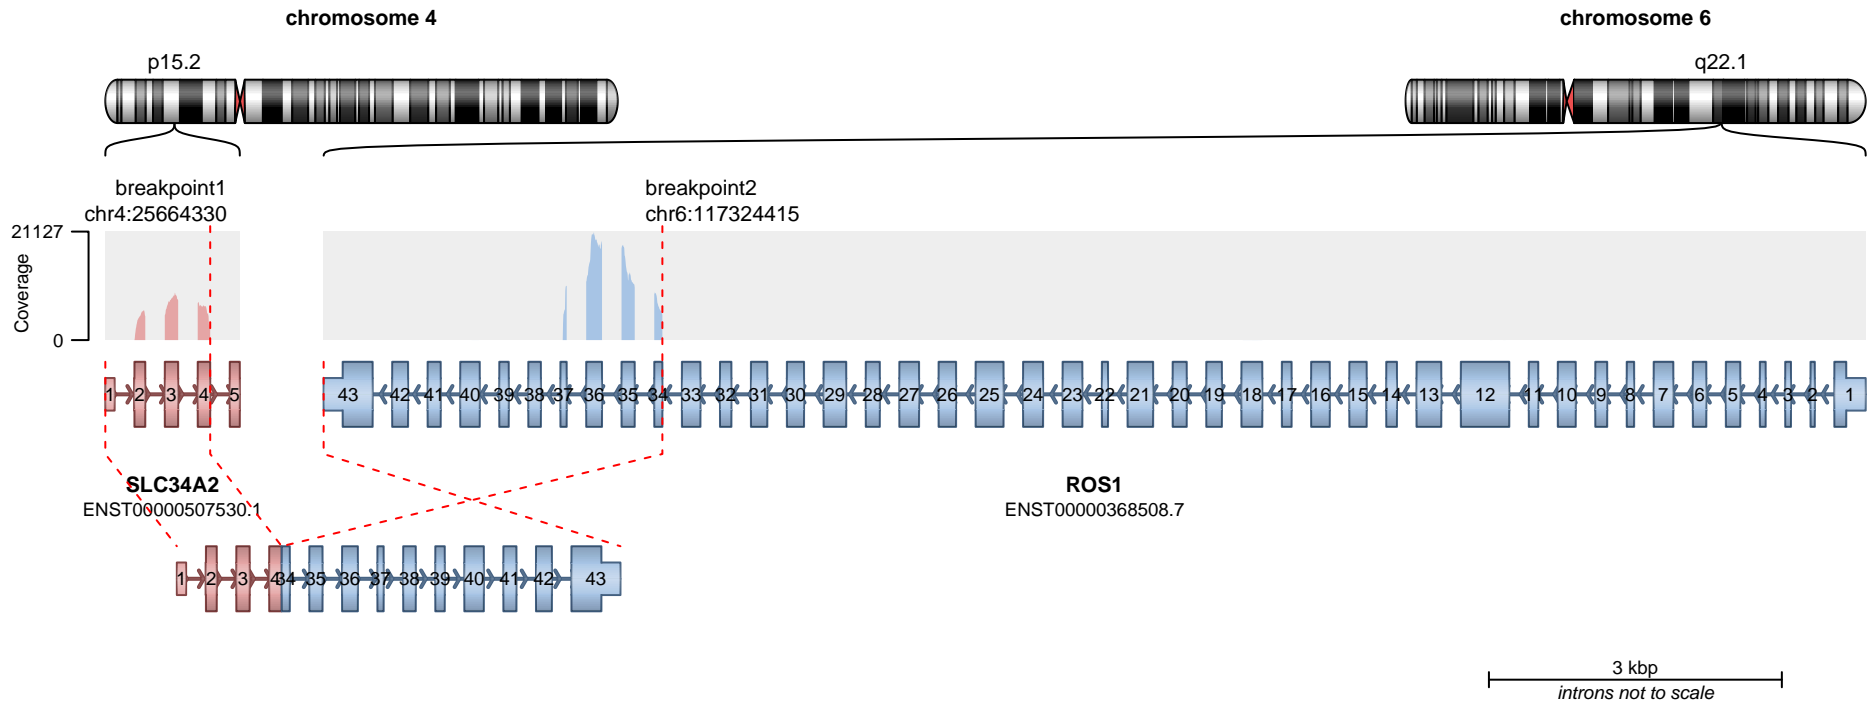 chromosome 4
chromosome 6
p15.2
q22.1
breakpoint1
chr4:25664330
breakpoint2
chr6:117324415
21127
Coverage
0
1 2 3 4 5
43 42 41 40 39 38 37 36 35 34 33 32 31 30 29 28 27 26 25 24 23 22 21 20 19 18 17 16 15 14 13 12 11 10 9 8 7 6 5 4 3 2 1
SLC34A2
ENST00000507530.1
ROS1
ENST00000368508.7
1 2 3 4 34 35 36 37 38 39 40 41 42 43
3 kbp
introns not to scale